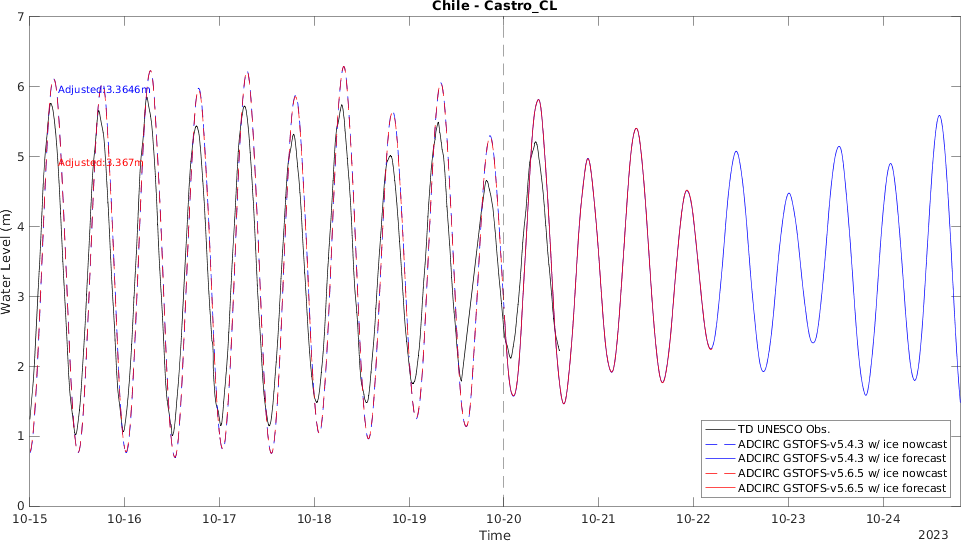 Chile - Castro_CL
7
6
5
4
3
2
1
0
Water Level (m)
Adjusted:3.3646m
Adjusted:3.367m
TD UNESCO Obs.
ADCIRC GSTOFS-v5.4.3 w/ ice nowcast
ADCIRC GSTOFS-v5.4.3 w/ ice forecast
ADCIRC GSTOFS-v5.6.5 w/ ice nowcast
ADCIRC GSTOFS-v5.6.5 w/ ice forecast
10-15 10-16 10-17 10-18 10-19 10-20 10-21 10-22 10-23 10-24
Time
2023